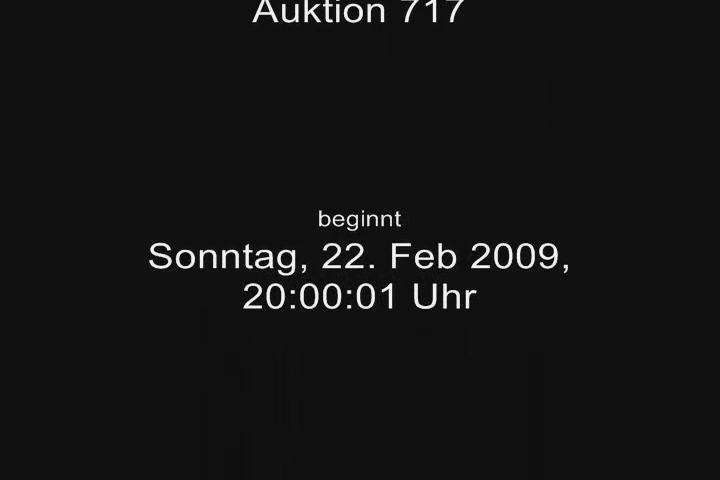 Auktion 717
beginnt
Sonntag, 22. Feb 2009,
20:00:01 Uhr